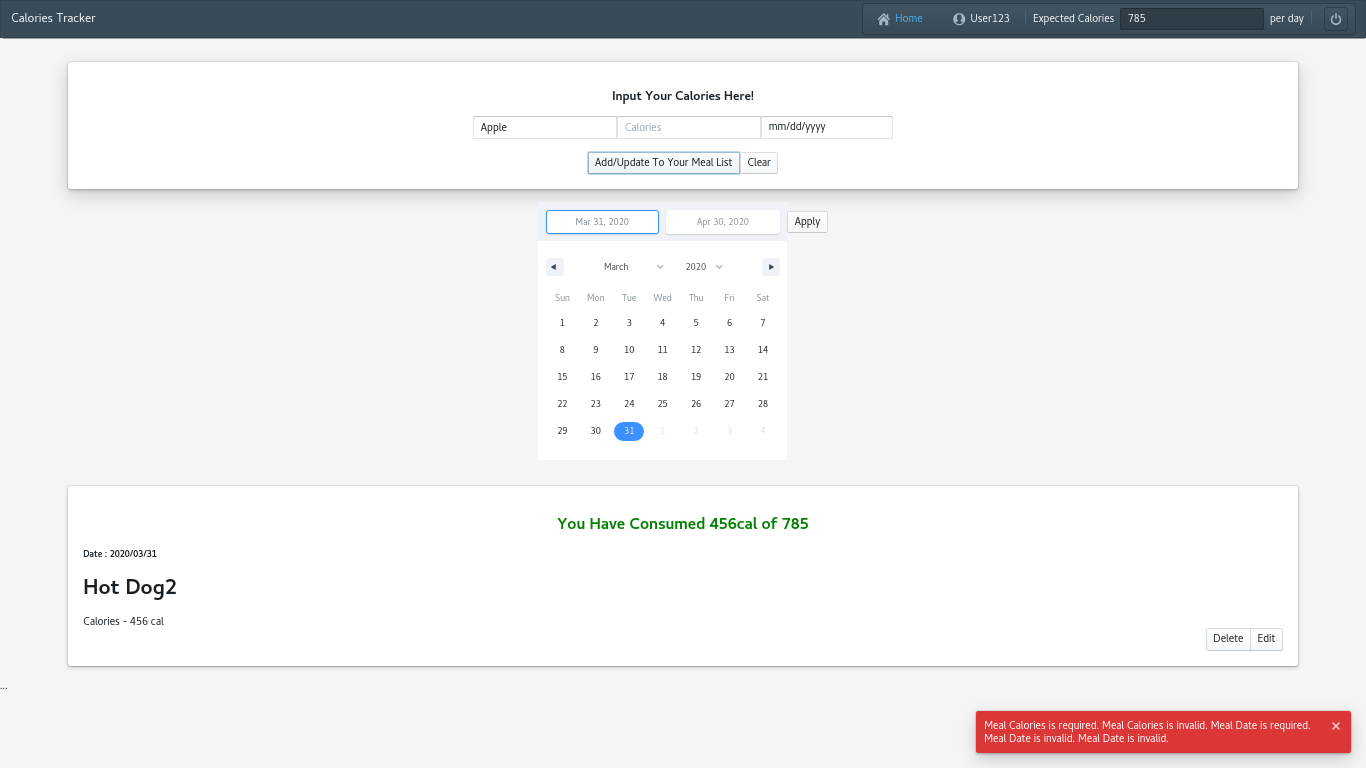 Calories Tracker Home User123 Expected Calories 785 per day
Input Your Calories Here!
Apple Calories mm/dd/yyyy
Add/Update To Your Meal List Clear
Mar 31, 2020 Apr 30, 2020 Apply
March 2020
Sun Mon Tue Wed Thu Fri Sat
1 2 3 4 5 6 7
8 9 10 11 12 13 14
15 16 17 18 19 20 21
22 23 24 25 26 27 28
29 30 31 1 2 3 4
You Have Consumed 456cal of 785
Date : 2020/03/31
Hot Dog2
Calories - 456 cal
Delete Edit
...
Meal Calories is required. Meal Calories is invalid. Meal Date is required.
Meal Date is invalid. Meal Date is invalid.